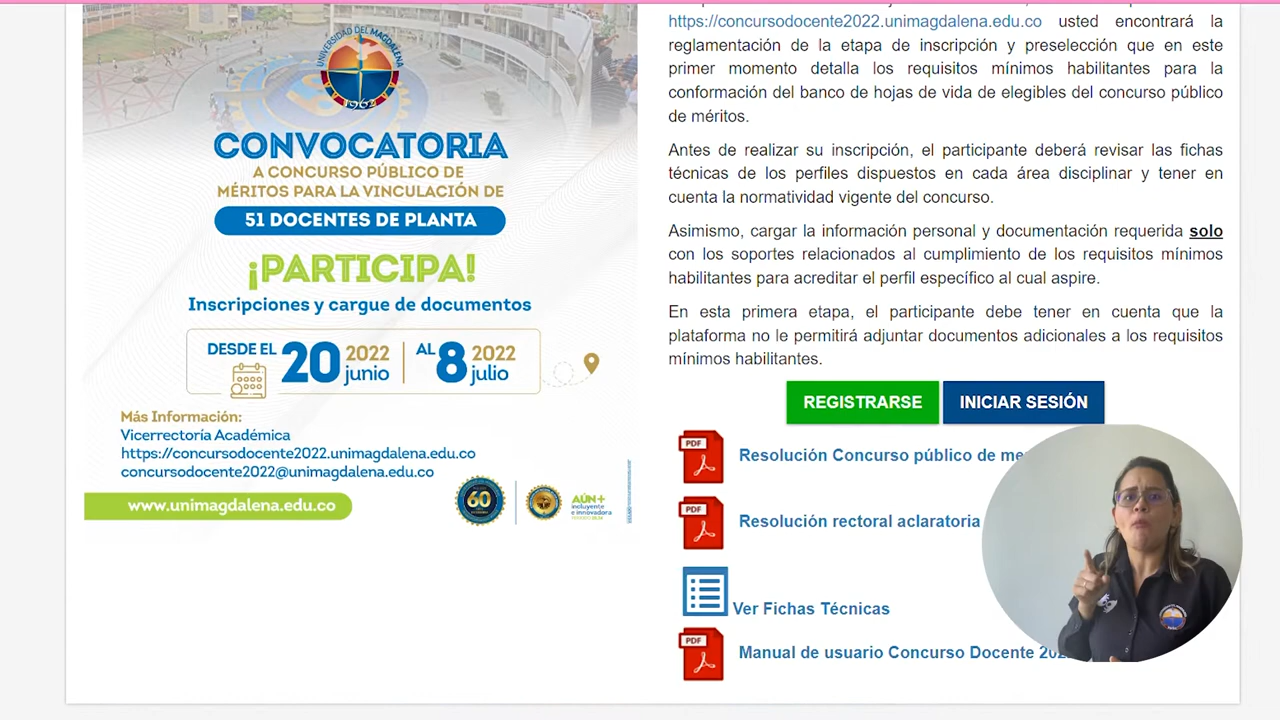 UNIVERSIDAD DEL MAGDALENA
1962
CONVOCATORIA
A CONCURSO PÚBLICO DE
MÉRITOS PARA LA VINCULACIÓN DE
51 DOCENTES DE PLANTA
¡PARTICIPA!
Inscripciones y cargue de documentos
DESDE EL 20 2022 junio AL 8 2022 julio
Más Información:
Vicerrectoría Académica
https://concursodocente2022.unimagdalena.edu.co
concursodocente2022@unimagdalena.edu.co
www.unimagdalena.edu.co
60
AÚN+
incluyente
e innovadora
https://concursodocente2022.unimagdalena.edu.co usted encontrará la
reglamentación de la etapa de inscripción y preselección que en este
primer momento detalla los requisitos mínimos habilitantes para la
conformación del banco de hojas de vida de elegibles del concurso público
de méritos.
Antes de realizar su inscripción, el participante deberá revisar las fichas
técnicas de los perfiles dispuestos en cada área disciplinar y tener en
cuenta la normatividad vigente del concurso.
Asimismo, cargar la información personal y documentación requerida solo
con los soportes relacionados al cumplimiento de los requisitos mínimos
habilitantes para acreditar el perfil específico al cual aspire.
En esta primera etapa, el participante debe tener en cuenta que la
plataforma no le permitirá adjuntar documentos adicionales a los requisitos
mínimos habilitantes.
REGISTRARSE INICIAR SESIÓN
PDF Resolución Concurso público de me
PDF Resolución rectoral aclaratoria
Ver Fichas Técnicas
PDF Manual de usuario Concurso Docente 202